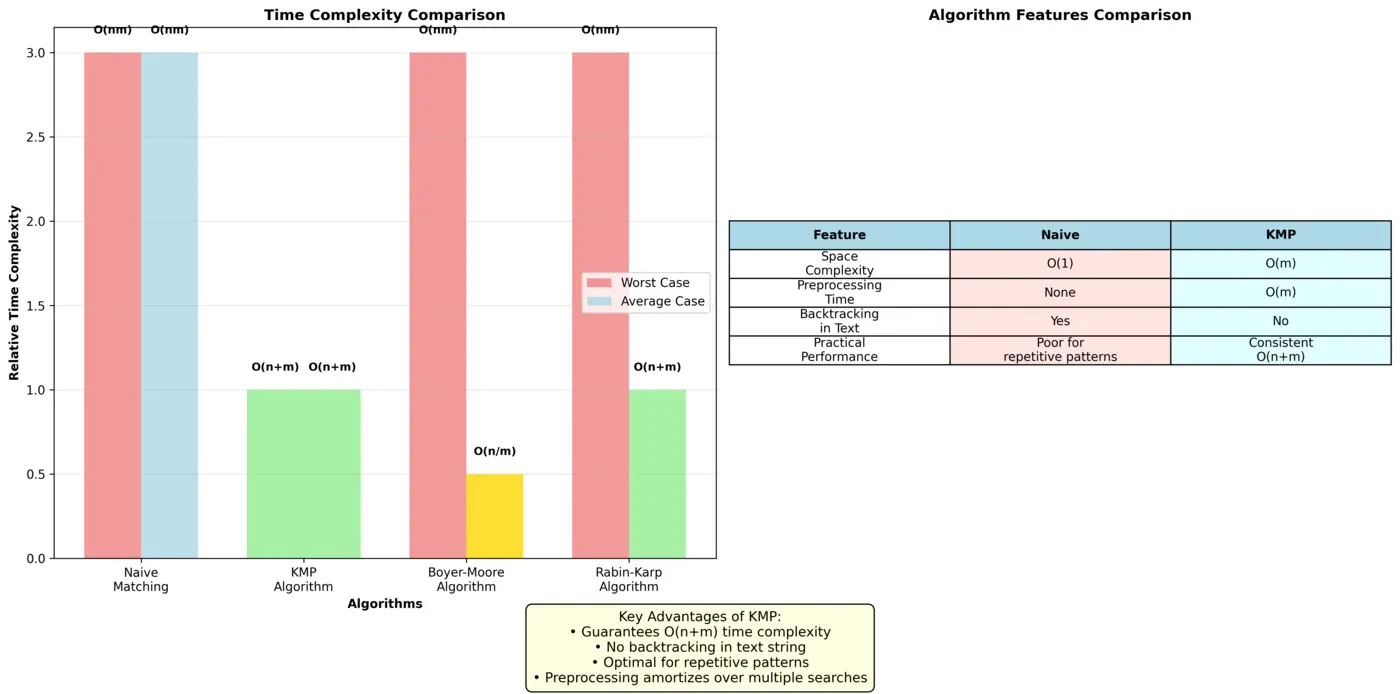 Time Complexity Comparison
O(nm) O(nm) O(nm) O(nm)
3.0
2.5
2.0
1.5
1.0
0.5
0.0
Relative Time Complexity
O(n+m) O(n+m)
O(n/m)
O(n+m)
Worst Case
Average Case
Naive
Matching
KMP
Algorithm
Boyer-Moore
Algorithm
Rabin-Karp
Algorithm
Algorithms
Algorithm Features Comparison
Feature Naive KMP
Space
Complexity
O(1) O(m)
Preprocessing
Time
None O(m)
Backtracking
in Text
Yes No
Practical
Performance
Poor for
repetitive patterns
Consistent
O(n+m)
Key Advantages of KMP:
• Guarantees O(n+m) time complexity
• No backtracking in text string
• Optimal for repetitive patterns
• Preprocessing amortizes over multiple searches